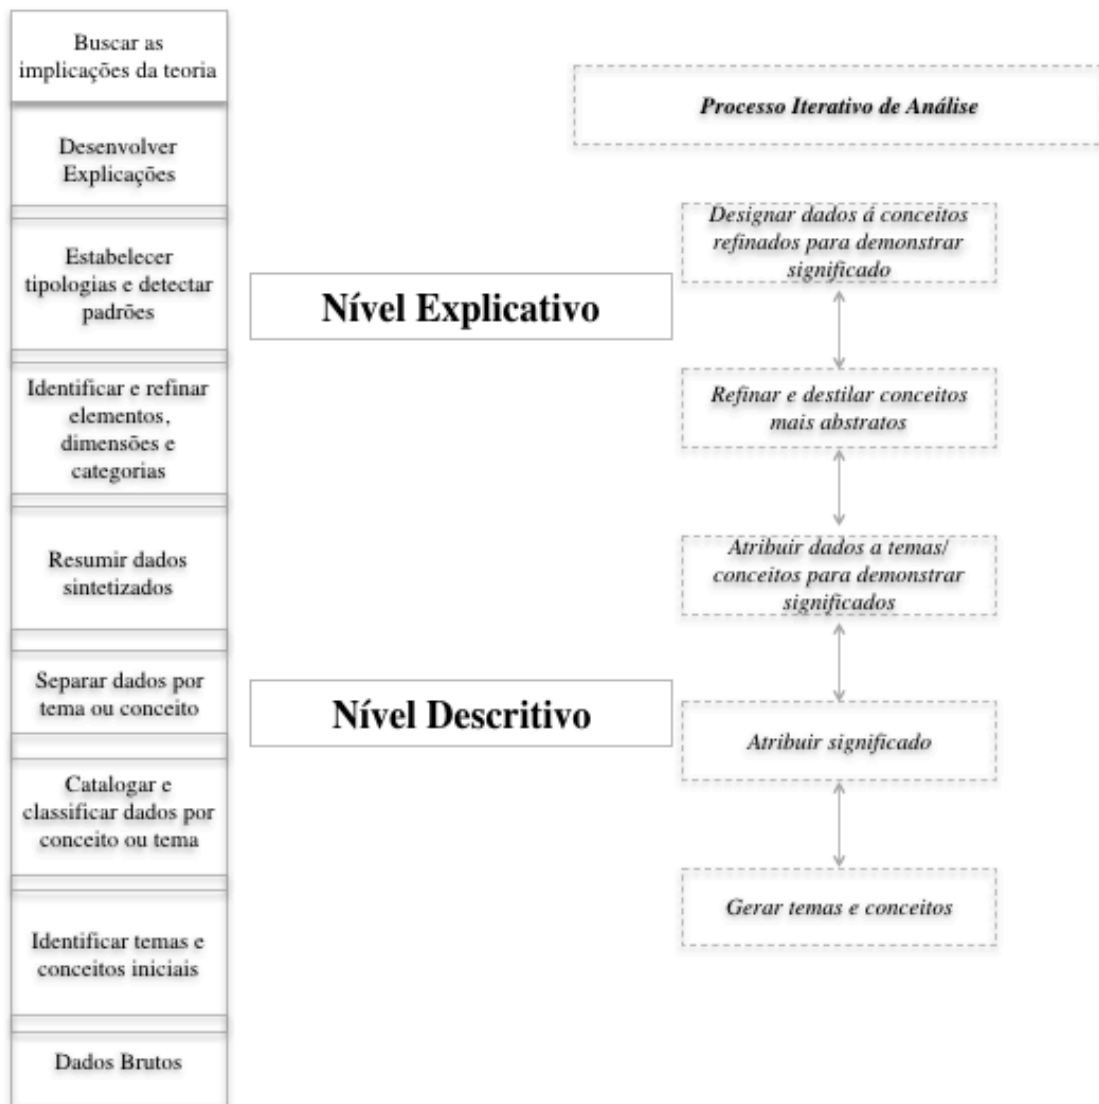 Buscar as
implicações da teoria
Desenvolver
Explicações
Estabelecer
tipologias e detectar
padrões
Identificar e refinar
elementos,
dimensões e
categorias
Resumir dados
sintetizados
Separar dados por
tema ou conceito
Catalogar e
classificar dados por
conceito ou tema
Identificar temas e
conceitos iniciais
Dados Brutos
Nível Explicativo
Nível Descritivo
Processo Iterativo de Análise
Designar dados á conceitos
refinados para demonstrar
significado
Refinar e destilar conceitos
mais abstratos
Atribuir dados a temas/
conceitos para demonstrar
significados
Atribuir significado
Gerar temas e conceitos